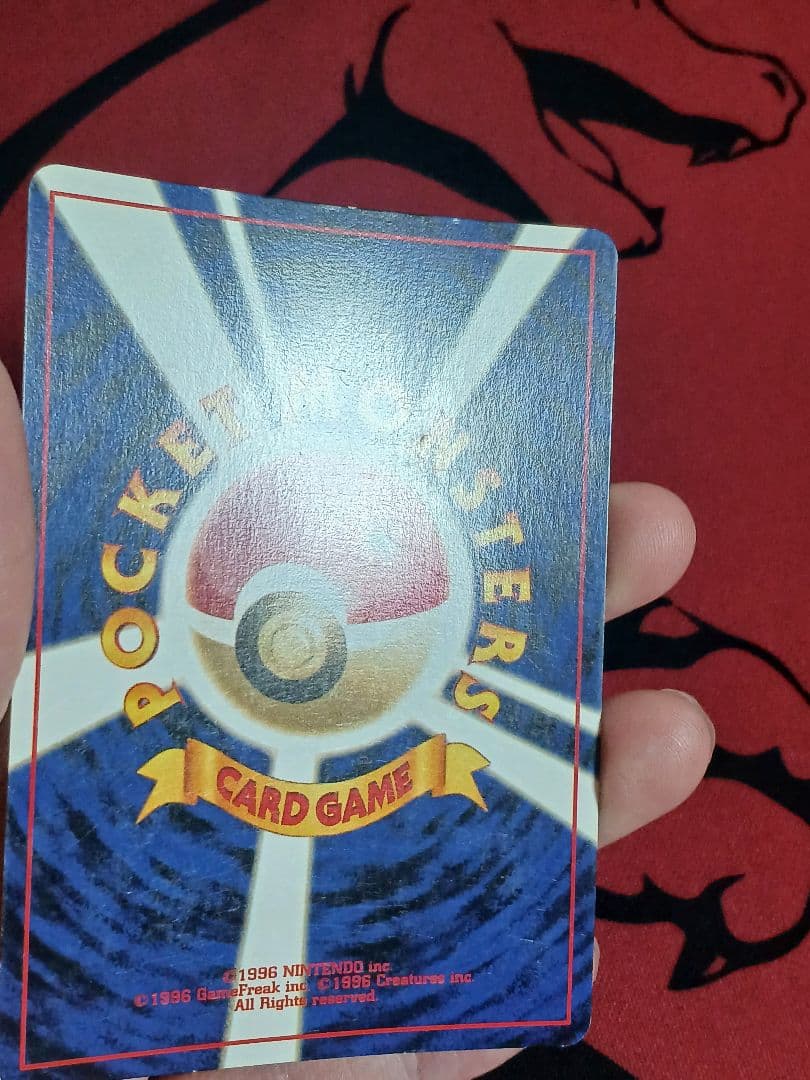 POCKET MONSTERS
CARD GAME
©1996 NINTENDO inc.
©1996 GameFreak inc. ©1996 Creatures inc.
All Rights reserved.